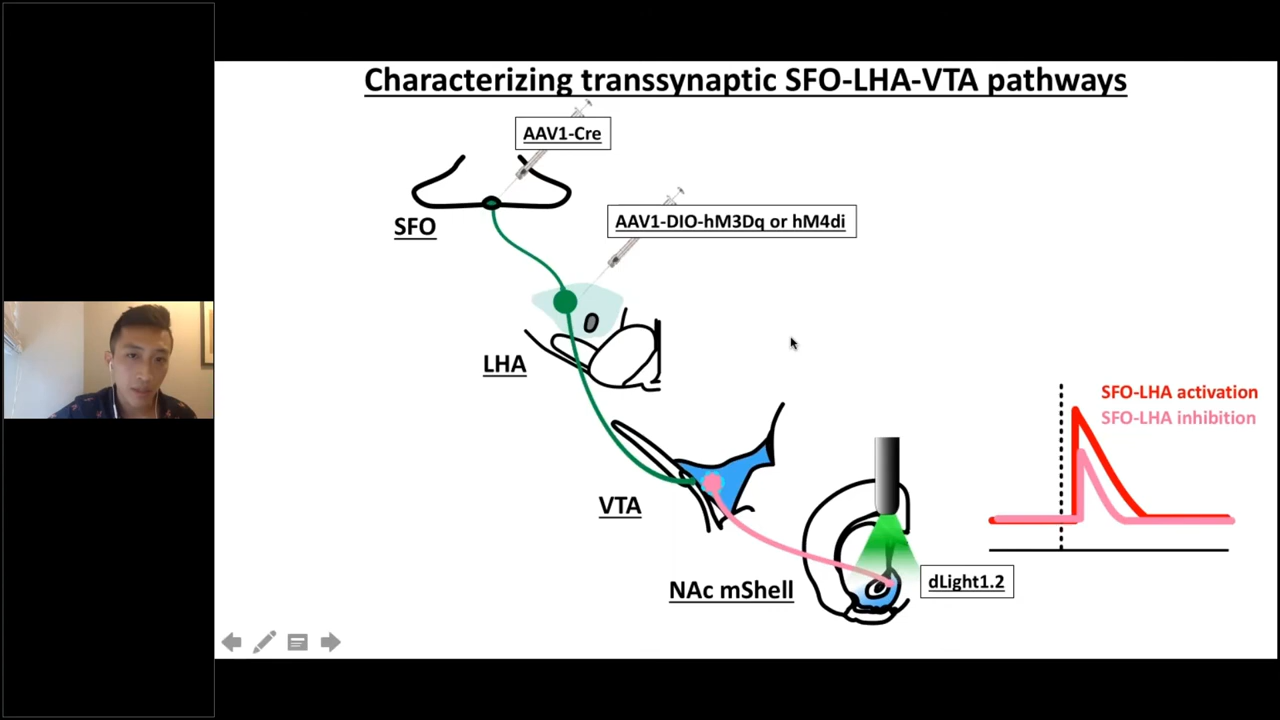 Characterizing transsynaptic SFO-LHA-VTA pathways
AAV1-Cre
SFO
AAV1-DIO-hM3Dq or hM4di
LHA
VTA
NAc mShell
dLight1.2
SFO-LHA activation
SFO-LHA inhibition